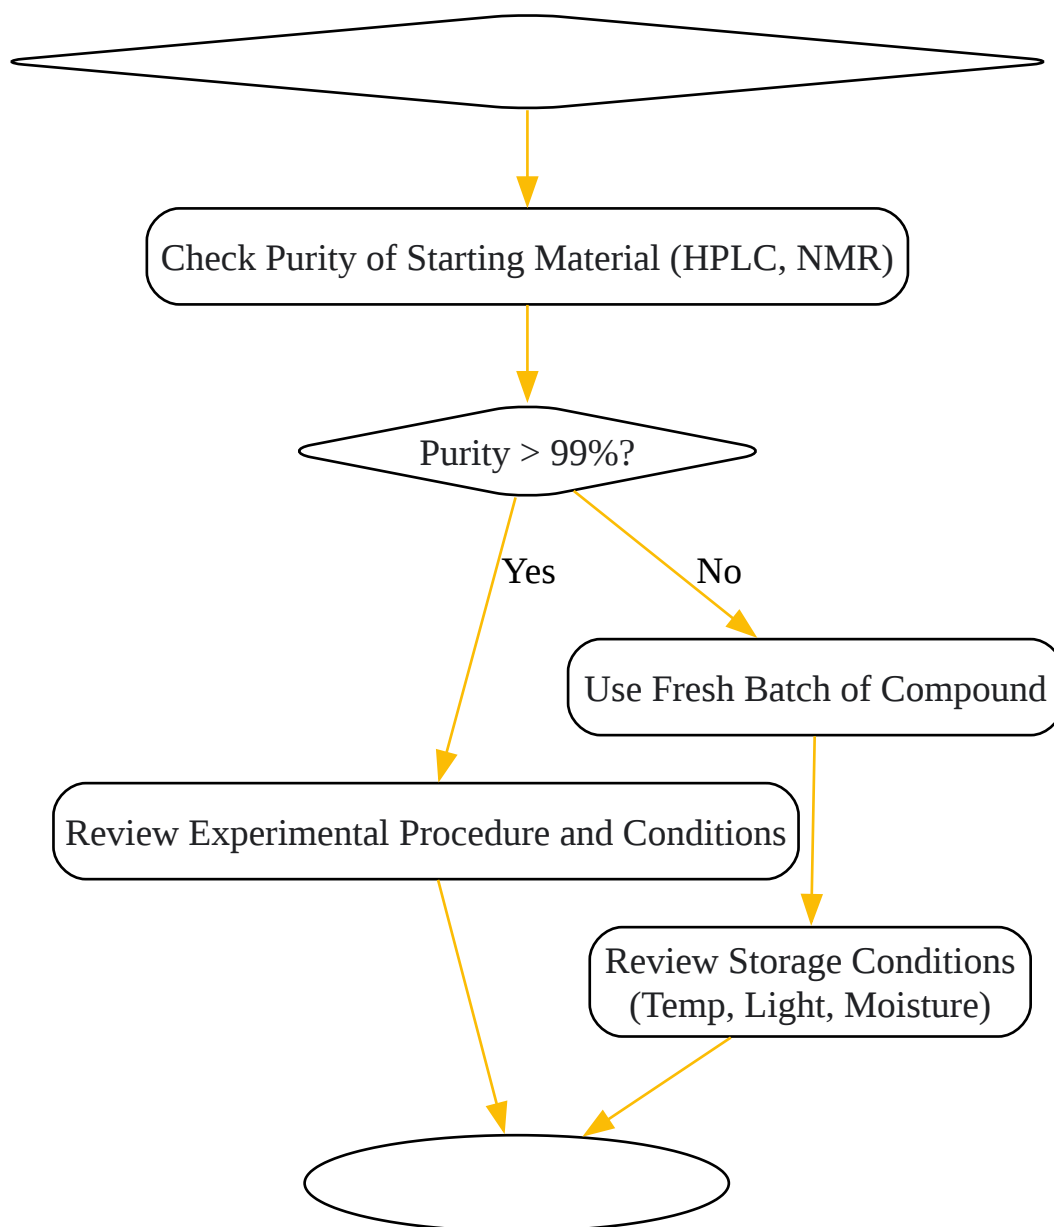 Check Purity of Starting Material (HPLC, NMR)
Purity > 99%?
Yes
No
Use Fresh Batch of Compound
Review Experimental Procedure and Conditions
Review Storage Conditions
(Temp, Light, Moisture)